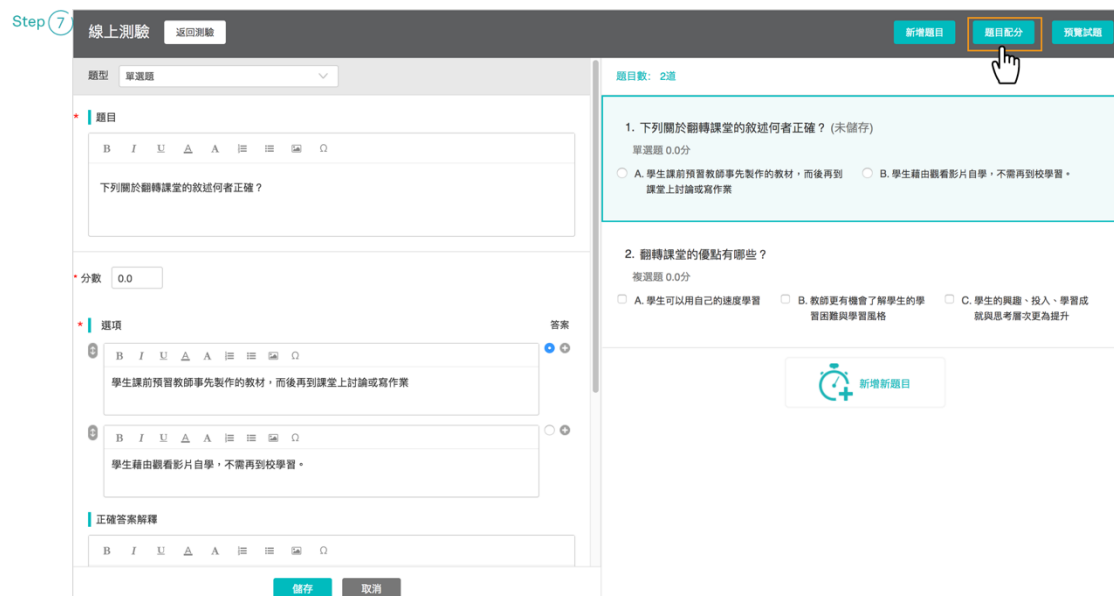 Step 7
線上測驗
返回測驗
新增題目
題目配分
預覽試題
題型
單選題
* 題目
B I U A A Ω
下列關於翻轉課堂的敘述何者正確？
* 分數
0.0
* 選項
答案
B I U A A Ω
學生課前預習教師事先製作的教材，而後再到課堂上討論或寫作業
B I U A A Ω
學生藉由觀看影片自學，不需再到校學習。
正確答案解釋
B I U A A Ω
儲存
取消
題目數： 2道
1. 下列關於翻轉課堂的敘述何者正確？ (未儲存)
單選題 0.0分
A. 學生課前預習教師事先製作的教材，而後再到
課堂上討論或寫作業
B. 學生藉由觀看影片自學，不需再到校學習。
2. 翻轉課堂的優點有哪些？
複選題 0.0分
A. 學生可以用自己的速度學習
B. 教師更有機會了解學生的學
習困難與學習風格
C. 學生的興趣、投入、學習成
就與思考層次更為提升
新增新題目